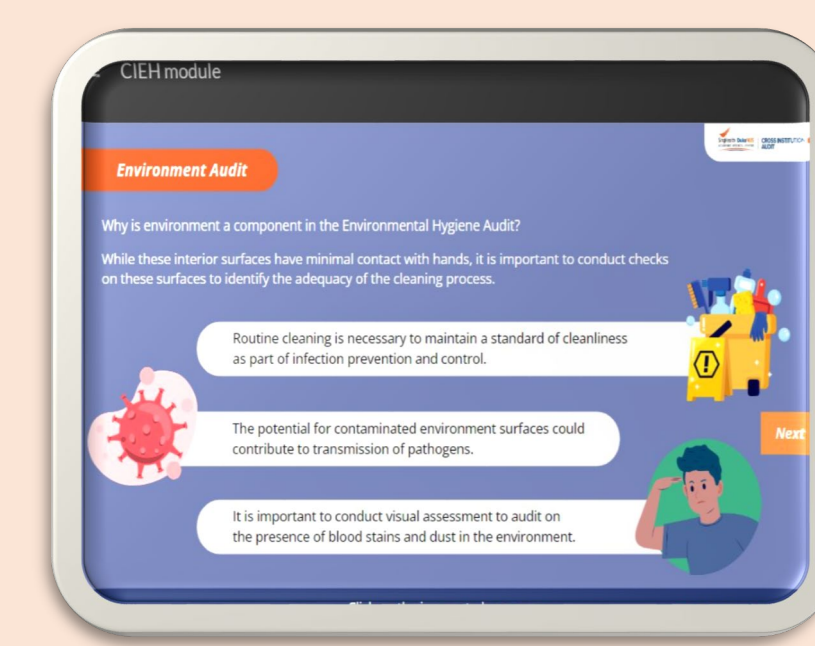 CIEH module
CROSS INSTITUTION
AUDIT
Environment Audit
Why is environment a component in the Environmental Hygiene Audit?
While these interior surfaces have minimal contact with hands, it is important to conduct checks
on these surfaces to identify the adequacy of the cleaning process.
Routine cleaning is necessary to maintain a standard of cleanliness
as part of infection prevention and control.
The potential for contaminated environment surfaces could
contribute to transmission of pathogens.
Next
It is important to conduct visual assessment to audit on
the presence of blood stains and dust in the environment.